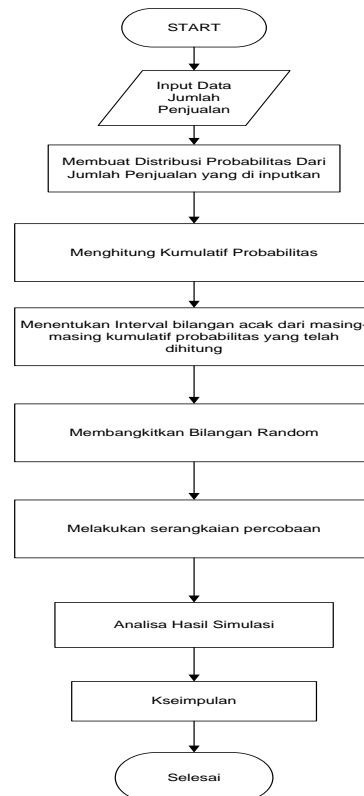 START
Input Data
Jumlah
Penjualan
Membuat Distribusi Probabilitas Dari
Jumlah Penjualan yang di inputkan
Menghitung Kumulatif Probabilitas
Menentukan Interval bilangan acak dari masing-
masing kumulatif probabilitas yang telah
dihitung
Membangkitkan Bilangan Random
Melakukan serangkaian percobaan
Analisa Hasil Simulasi
Kseimpulan
Selesai